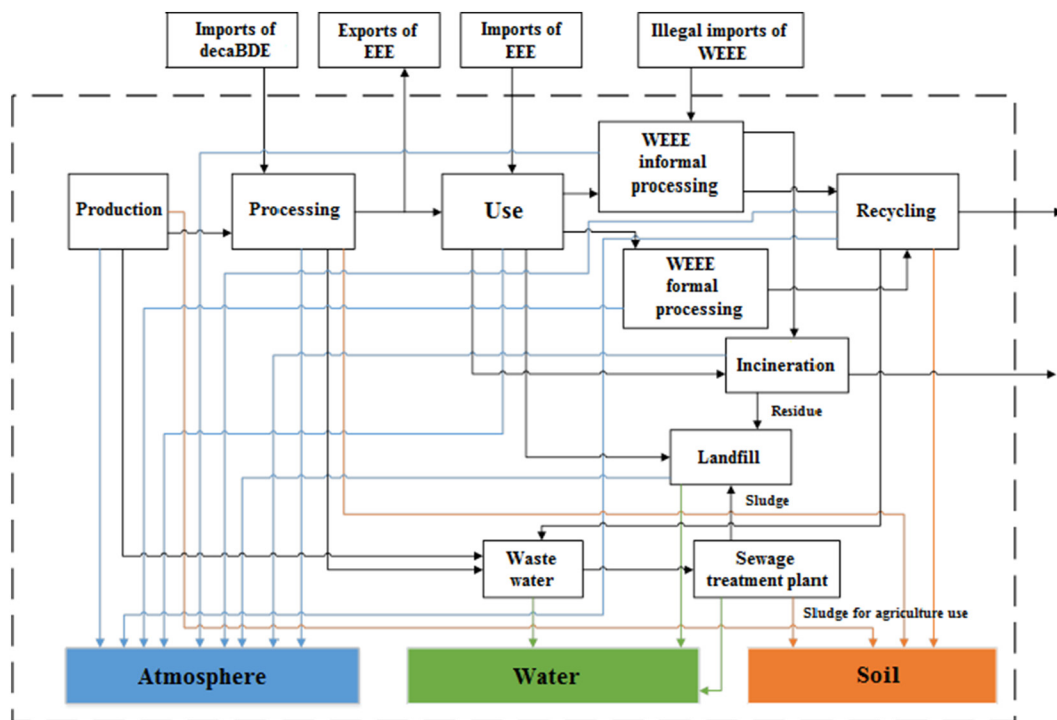 Imports of
decaBDE
Exports of
EEE
Imports of
EEE
Illegal imports of
WEEE
WEEE
informal
processing
Production
Processing
Use
Recycling
WEEE
formal
processing
Incineration
Residue
Landfill
Sludge
Waste
water
Sewage
treatment plant
Sludge for agriculture use
Atmosphere
Water
Soil